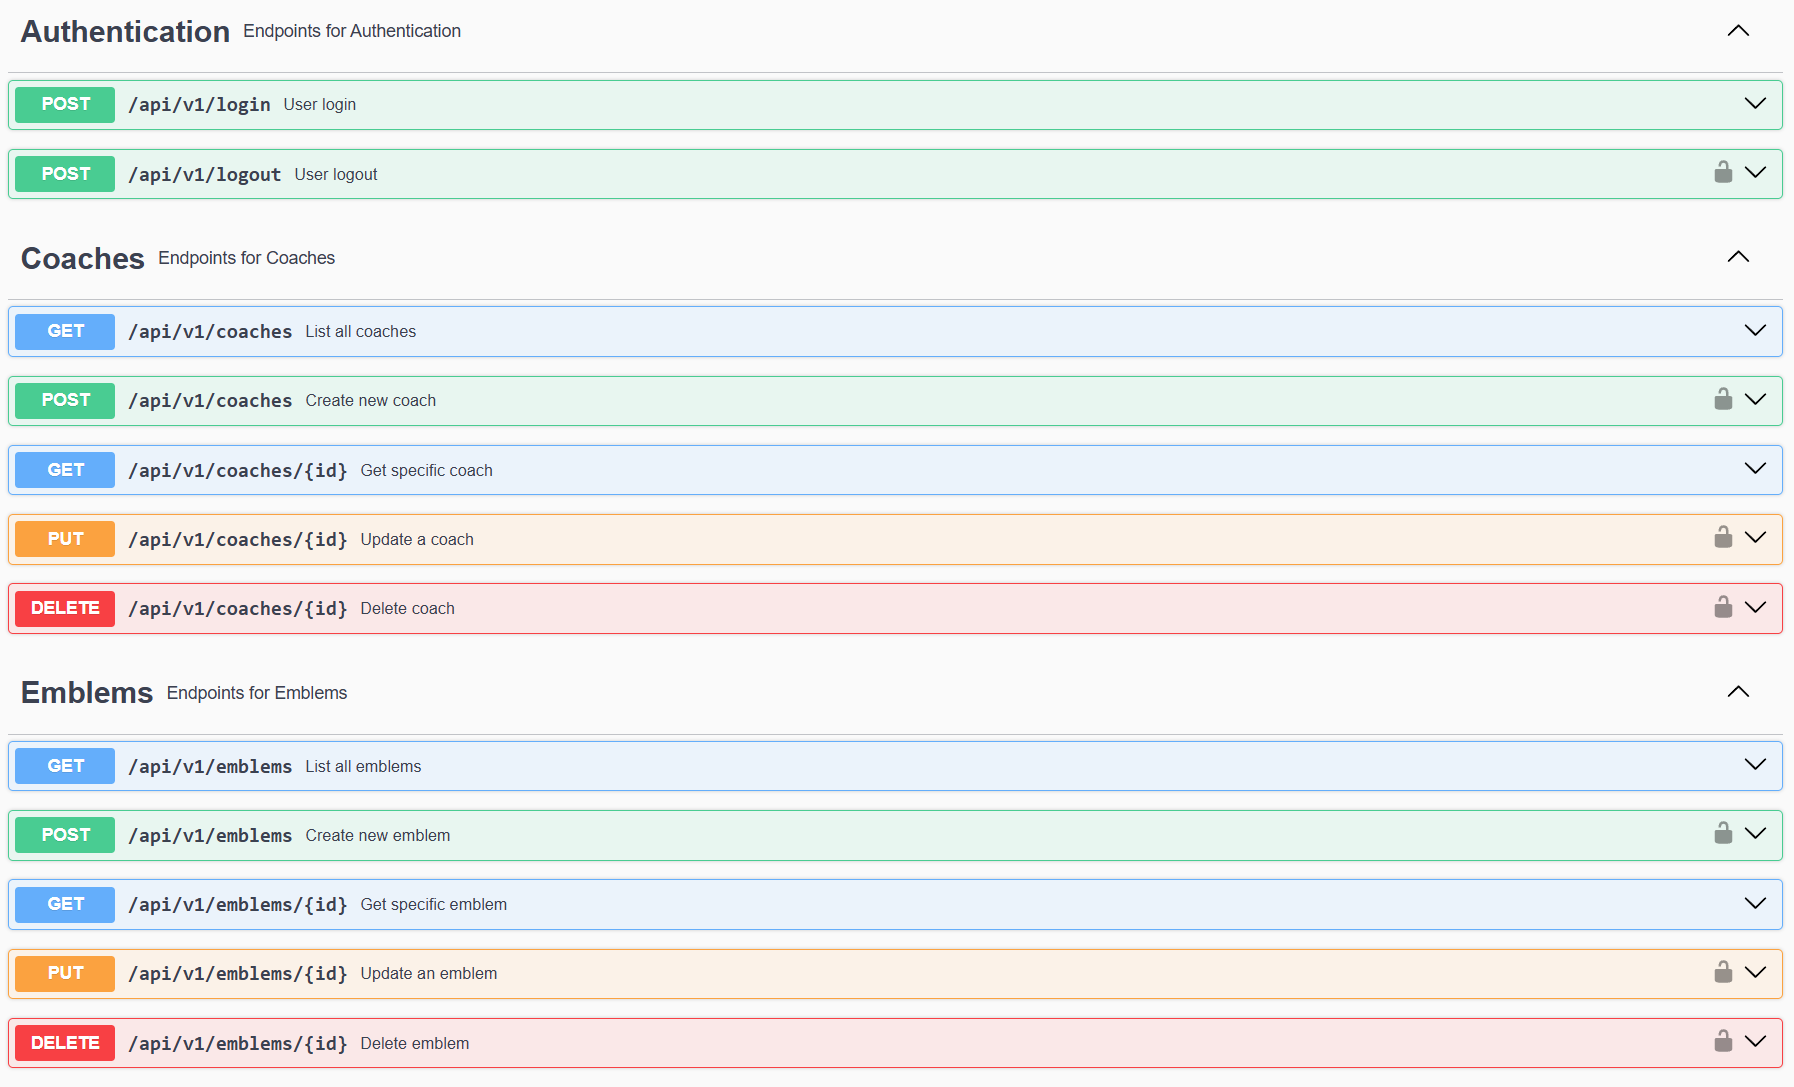 Authentication Endpoints for Authentication
POST /api/v1/login User login
POST /api/v1/logout User logout
Coaches Endpoints for Coaches
GET /api/v1/coaches List all coaches
POST /api/v1/coaches Create new coach
GET /api/v1/coaches/{id} Get specific coach
PUT /api/v1/coaches/{id} Update a coach
DELETE /api/v1/coaches/{id} Delete coach
Emblems Endpoints for Emblems
GET /api/v1/emblems List all emblems
POST /api/v1/emblems Create new emblem
GET /api/v1/emblems/{id} Get specific emblem
PUT /api/v1/emblems/{id} Update an emblem
DELETE /api/v1/emblems/{id} Delete emblem